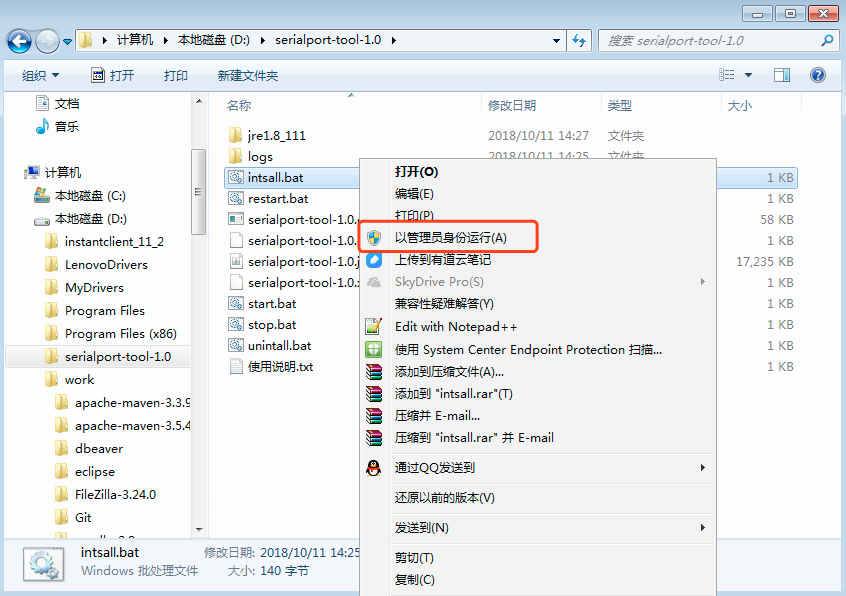 计算机 本地磁盘 (D:) serialport-tool-1.0
搜索 serialport-tool-1.0
组织 打开 打印 新建文件夹
文档
音乐
计算机
本地磁盘 (C:)
本地磁盘 (D:)
instantclient_11_2
LenovoDrivers
MyDrivers
Program Files
Program Files (x86)
serialport-tool-1.0
work
apache-maven-3.3.9
apache-maven-3.5.4
dbeaver
eclipse
FileZilla-3.24.0
Git
名称 修改日期 类型 大小
jre1.8_111 2018/10/11 14:27 文件夹
logs 2018/10/11 14:25 文件夹
intsall.bat 1 KB
restart.bat 1 KB
serialport-tool-1.0. 58 KB
serialport-tool-1.0. 1 KB
serialport-tool-1.0.j 17,235 KB
serialport-tool-1.0. 1 KB
start.bat 1 KB
stop.bat 1 KB
unintall.bat 1 KB
使用说明.txt 1 KB
打开(O)
编辑(E)
打印(P)
以管理员身份运行(A)
上传到有道云笔记
SkyDrive Pro(S)
兼容性疑难解答(Y)
Edit with Notepad++
使用 System Center Endpoint Protection 扫描...
添加到压缩文件(A)...
添加到 "intsall.rar"(T)
压缩并 E-mail...
压缩到 "intsall.rar" 并 E-mail
通过QQ发送到
还原以前的版本(V)
发送到(N)
剪切(T)
复制(C)
intsall.bat 修改日期: 2018/10/11 14:25
Windows 批处理文件 大小: 140 字节